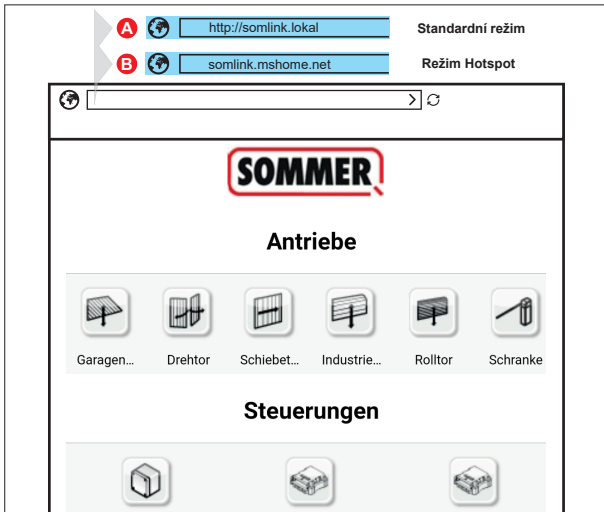 A http://somlink.lokal Standardní režim
B somlink.mshome.net Režim Hotspot
SOMMER
Antriebe
Garagen... Drehtor Schiebet... Industrie... Rolltor Schranke
Steuerungen